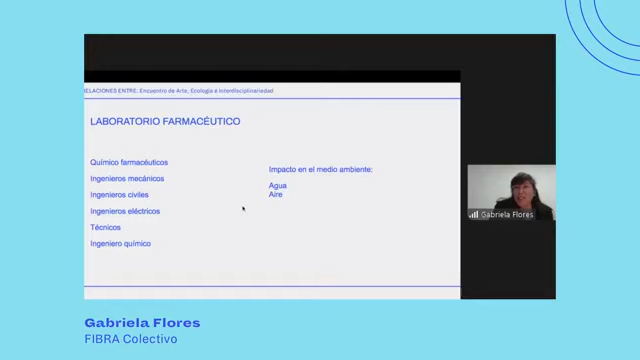 RELACIONES ENTRE: Encuentro de Arte, Ecología e Interdisciplinariedad
LABORATORIO FARMACÉUTICO
Químico farmacéuticos
Ingenieros mecánicos
Ingenieros civiles
Ingenieros eléctricos
Técnicos
Ingeniero químico
Impacto en el medio ambiente:
Agua
Aire
Gabriela Flores
Gabriela Flores
FIBRA Colectivo